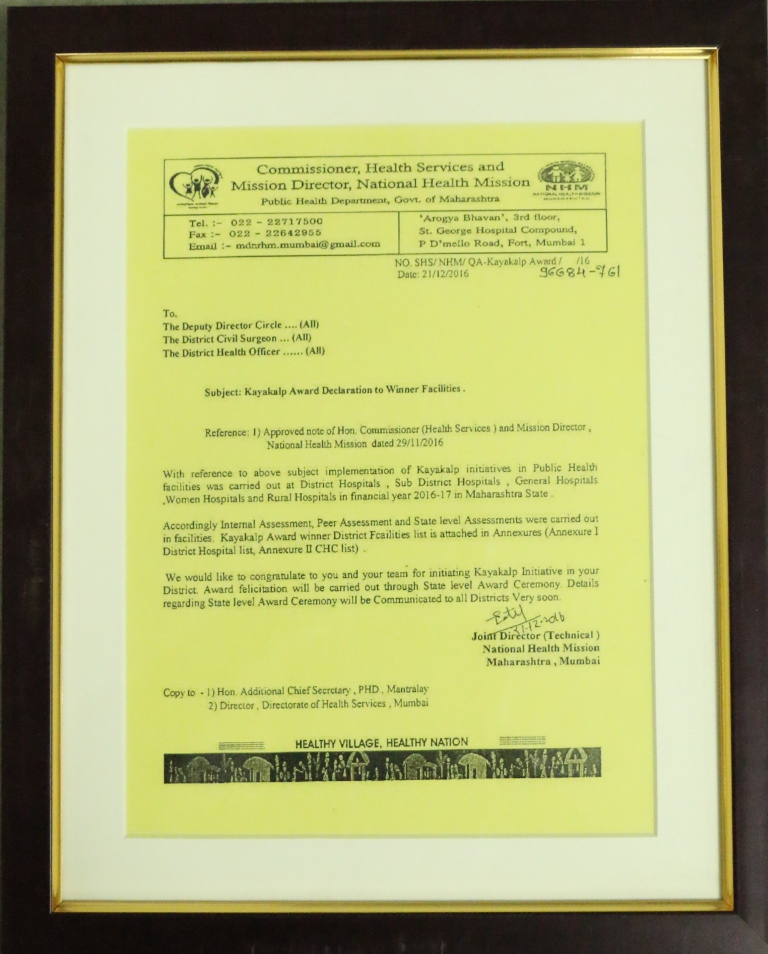 Commissioner, Health Services and
Mission Director, National Health Mission
Public Health Department, Govt. of Maharashtra
NHM
Tel. :- 022 - 22717500
Fax :- 022 - 22642955
Email :- mdnrhm.mumbai@gmail.com
'Arogya Bhavan', 3rd floor,
St. George Hospital Compound,
P D'mello Road, Fort, Mumbai 1
NO. SHS/ NHM/ QA-Kayakalp Award / /16
96684-761
Date: 21/12/2016
To,
The Deputy Director Circle .... (All)
The District Civil Surgeon ... (All)
The District Health Officer ...... (All)
Subject: Kayakalp Award Declaration to Winner Facilities .
Reference: 1) Approved note of Hon. Commissioner (Health Services ) and Mission Director ,
National Health Mission dated 29/11/2016
With reference to above subject implementation of Kayakalp initiatives in Public Health
facilities was carried out at District Hospitals , Sub District Hospitals , General Hospitals
,Women Hospitals and Rural Hospitals in financial year 2016-17 in Maharashtra State .
Accordingly Internal Assessment, Peer Assessment and State level Assessments were carried out
in facilities. Kayakalp Award winner District Fcailities list is attached in Annexures (Annexure I
District Hospital list, Annexure II CHC list) .
We would like to congratulate to you and your team for initiating Kayakalp Initiative in your
District. Award felicitation will be carried out through State level Award Ceremony. Details
regarding State level Award Ceremony will be Communicated to all Districts Very soon.
Joint Director (Technical )
National Health Mission
Maharashtra , Mumbai
Copy to - 1) Hon. Additional Chief Secretary , PHD , Mantralay
2) Director , Directorate of Health Services , Mumbai
HEALTHY VILLAGE, HEALTHY NATION